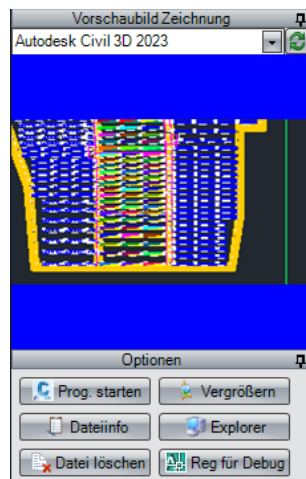 Vorschaubild Zeichnung
Autodesk Civil 3D 2023
Optionen
Prog. starten Vergrößern
Dateiinfo Explorer
Datei löschen Reg für Debug